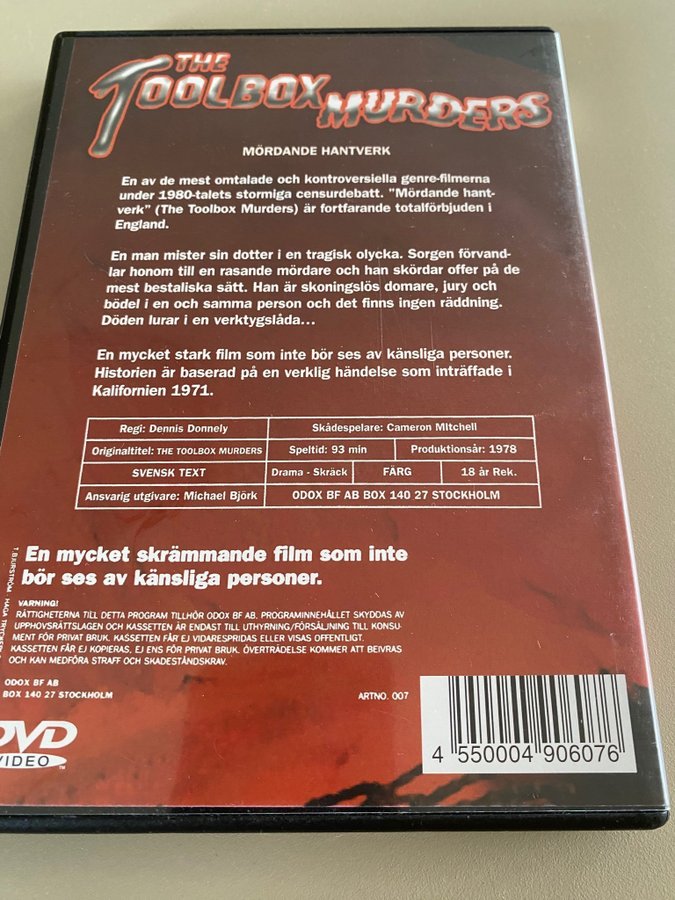 THE
TOOLBOX MURDERS
MÖRDANDE HANTVERK
En av de mest omtalade och kontroversiella genre-filmerna
under 1980-talets stormiga censurdebatt. ”Mördande hant-
verk” (The Toolbox Murders) är fortfarande totalförbjuden i
England.
En man mister sin dotter i en tragisk olycka. Sorgen förvand-
lar honom till en rasande mördare och han skördar offer på de
mest bestaliska sätt. Han är skoningslös domare, jury och
bödel i en och samma person och det finns ingen räddning.
Döden lurar i en verktygslåda...
En mycket stark film som inte bör ses av känsliga personer.
Historien är baserad på en verklig händelse som inträffade i
Kalifornien 1971.
Regi: Dennis Donnely Skådespelare: Cameron MItchell
Originaltitel: THE TOOLBOX MURDERS Speltid: 93 min Produktionsår: 1978
SVENSK TEXT Drama - Skräck FÄRG 18 år Rek.
Ansvarig utgivare: Michael Björk ODOX BF AB BOX 140 27 STOCKHOLM
En mycket skrämmande film som inte
bör ses av känsliga personer.
T.BJURSTRÖM · HAGA
VARNING!
RÄTTIGHETERNA TILL DETTA PROGRAM TILLHÖR ODOX BF AB. PROGRAMINNEHÅLLET SKYDDAS AV
UPPHOVSRÄTTSLAGEN OCH KASSETTEN ÄR ENDAST TILL UTHYRNING/FÖRSÄLJNING TILL KONSU-
MENT FÖR PRIVAT BRUK. KASSETTEN FÅR EJ VIDARESPRIDAS ELLER VISAS OFFENTLIGT.
KASSETTEN FÅR EJ KOPIERAS, EJ ENS FÖR PRIVAT BRUK. ÖVERTRÄDELSE KOMMER ATT BEIVRAS
OCH KAN MEDFÖRA STRAFF OCH SKADESTÅNDSKRAV.
ODOX BF AB
BOX 140 27 STOCKHOLM ARTNO. 007
DVD
VIDEO TM
4 550004 906076